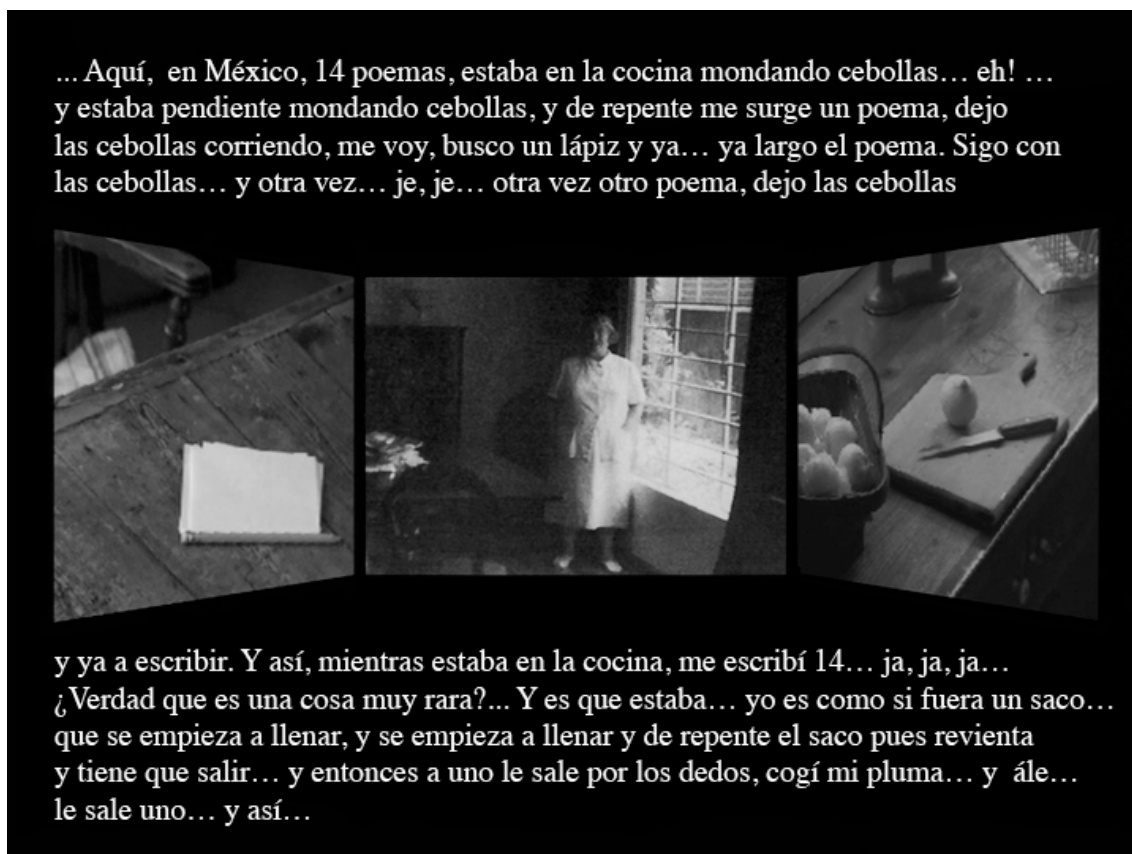 ... Aquí, en México, 14 poemas, estaba en la cocina mondando cebollas… eh! …
y estaba pendiente mondando cebollas, y de repente me surge un poema, dejo
las cebollas corriendo, me voy, busco un lápiz y ya… ya largo el poema. Sigo con
las cebollas… y otra vez… je, je… otra vez otro poema, dejo las cebollas
y ya a escribir. Y así, mientras estaba en la cocina, me escribí 14… ja, ja, ja…
¿Verdad que es una cosa muy rara?... Y es que estaba… yo es como si fuera un saco…
que se empieza a llenar, y se empieza a llenar y de repente el saco pues revienta
y tiene que salir… y entonces a uno le sale por los dedos, cogí mi pluma… y ále…
le sale uno… y así…